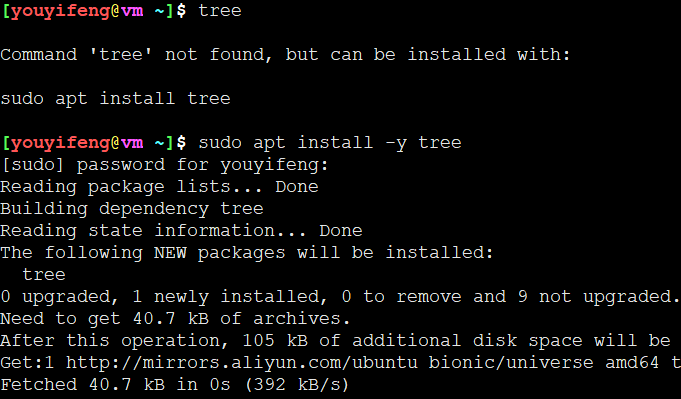 [youyifeng@vm ~]$ tree
Command 'tree' not found, but can be installed with:
sudo apt install tree
[youyifeng@vm ~]$ sudo apt install -y tree
[sudo] password for youyifeng:
Reading package lists... Done
Building dependency tree
Reading state information... Done
The following NEW packages will be installed:
  tree
0 upgraded, 1 newly installed, 0 to remove and 9 not upgraded.
Need to get 40.7 kB of archives.
After this operation, 105 kB of additional disk space will be
Get:1 http://mirrors.aliyun.com/ubuntu bionic/universe amd64 t
Fetched 40.7 kB in 0s (392 kB/s)